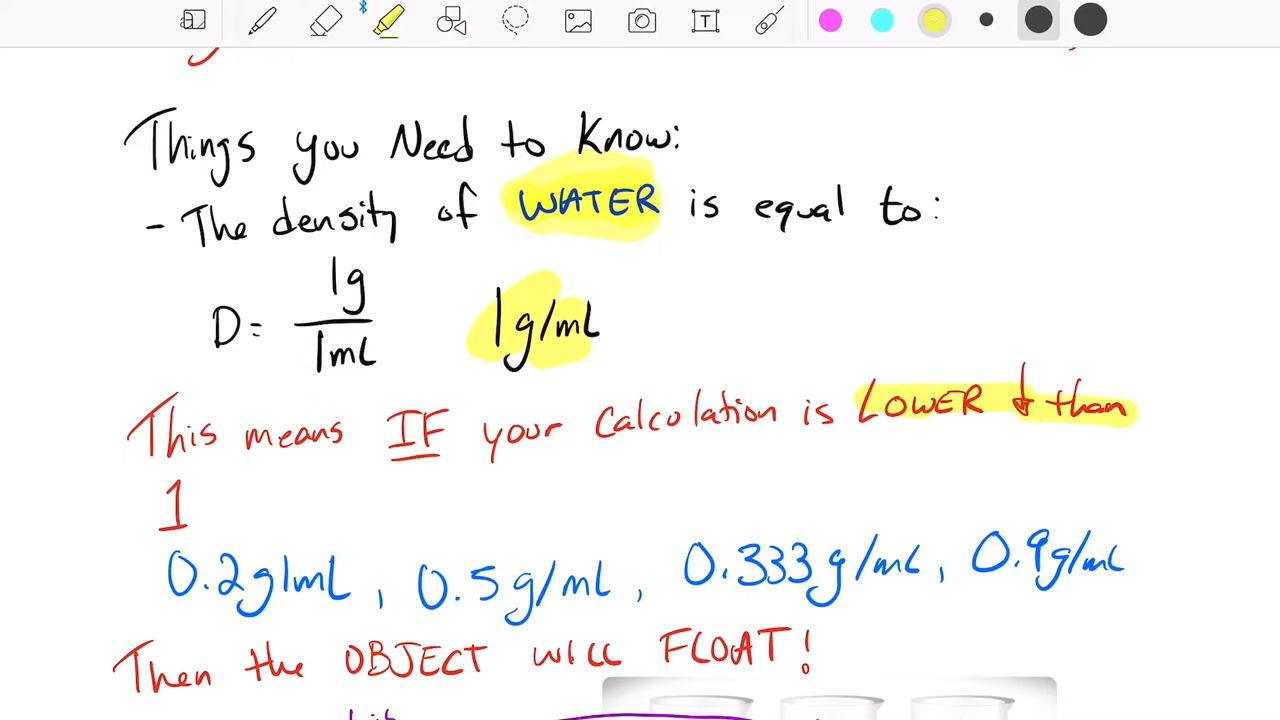 Things you Need to Know:
- The density of WATER is equal to:
D = 1g / 1mL 1g/mL
This means IF your calculation is LOWER ↓ than
1
0.2g/mL, 0.5g/mL, 0.333g/mL, 0.9g/mL
Then the OBJECT will FLOAT!